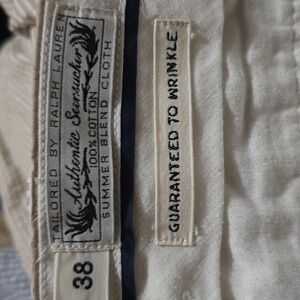 TAILORED BY RALPH LAUREN
Authentic Seersucker
100% COTTON
SUMMER BLEND CLOTH
38
GUARANTEED TO WRINKLE